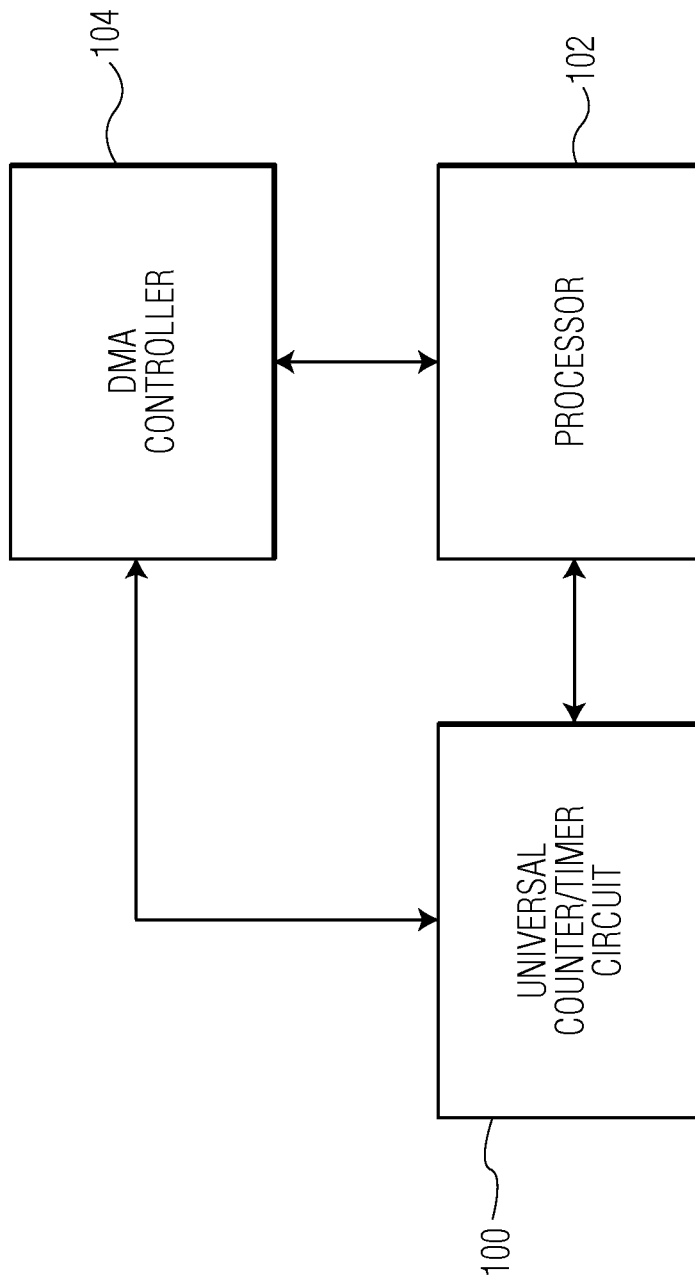 104
DMA
CONTROLLER
102
PROCESSOR
UNIVERSAL
COUNTER/TIMER
CIRCUIT
100